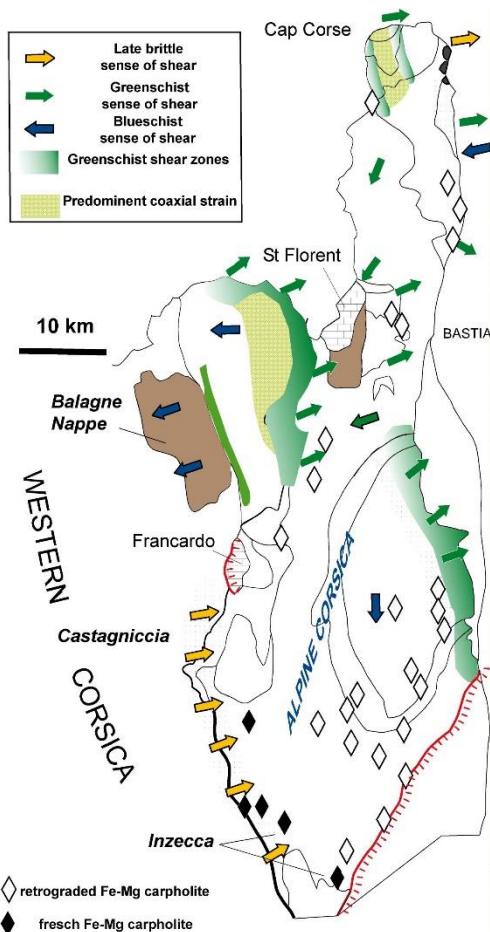 Cap Corse
Late brittle
sense of shear
Greenschist
sense of shear
Blueschist
sense of shear
Greenschist shear zones
Predominent coaxial strain
St Florent
10 km
BASTIA
Balagne
Nappe
WESTERN
CORSICA
Francardo
Castagniccia
ALPINE CORSICA
Inzecca
retrograded Fe-Mg carpholite
fresch Fe-Mg carpholite